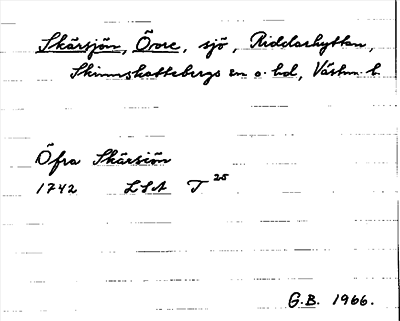 Skärsjön, Övre, sjö, Riddarhyttan,
Skinnskattebergs sn o. hd, Västm. l.
Öfra Skärsiön
1742 LSA T 25
G.B. 1966.